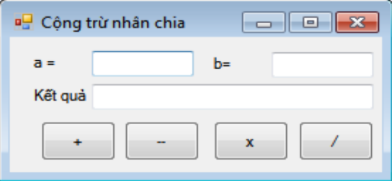 Cộng trừ nhân chia
a = b=
Kết quả
+ -- x /